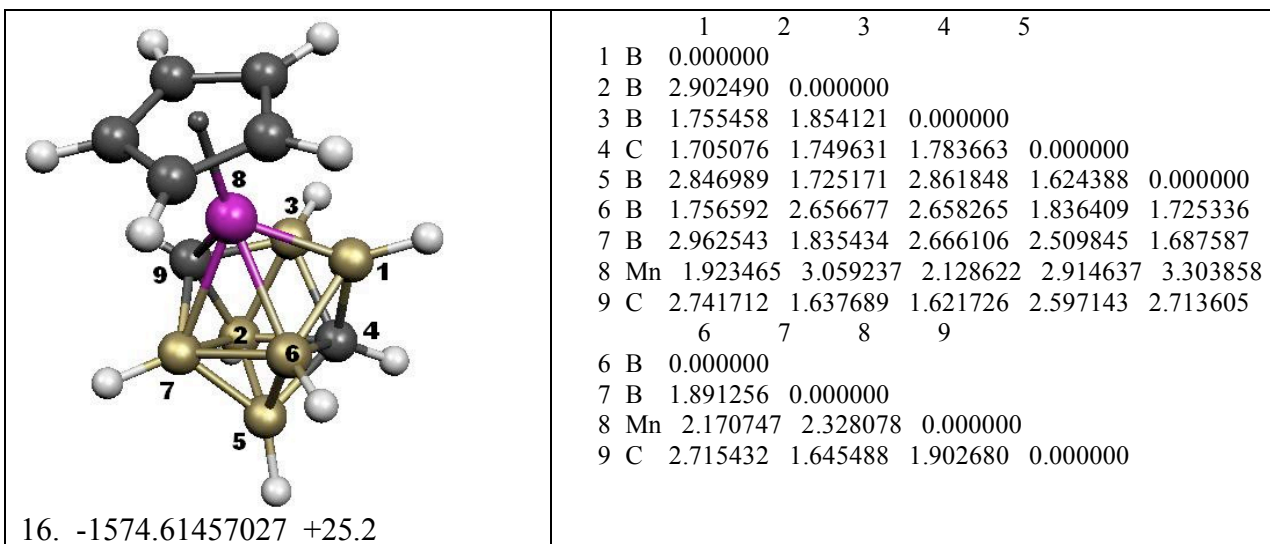 8
3
1
9
2
4
6
7
5
16. -1574.61457027 +25.2
1 2 3 4 5
1 B 0.000000
2 B 2.902490 0.000000
3 B 1.755458 1.854121 0.000000
4 C 1.705076 1.749631 1.783663 0.000000
5 B 2.846989 1.725171 2.861848 1.624388 0.000000
6 B 1.756592 2.656677 2.658265 1.836409 1.725336
7 B 2.962543 1.835434 2.666106 2.509845 1.687587
8 Mn 1.923465 3.059237 2.128622 2.914637 3.303858
9 C 2.741712 1.637689 1.621726 2.597143 2.713605
6 7 8 9
6 B 0.000000
7 B 1.891256 0.000000
8 Mn 2.170747 2.328078 0.000000
9 C 2.715432 1.645488 1.902680 0.000000